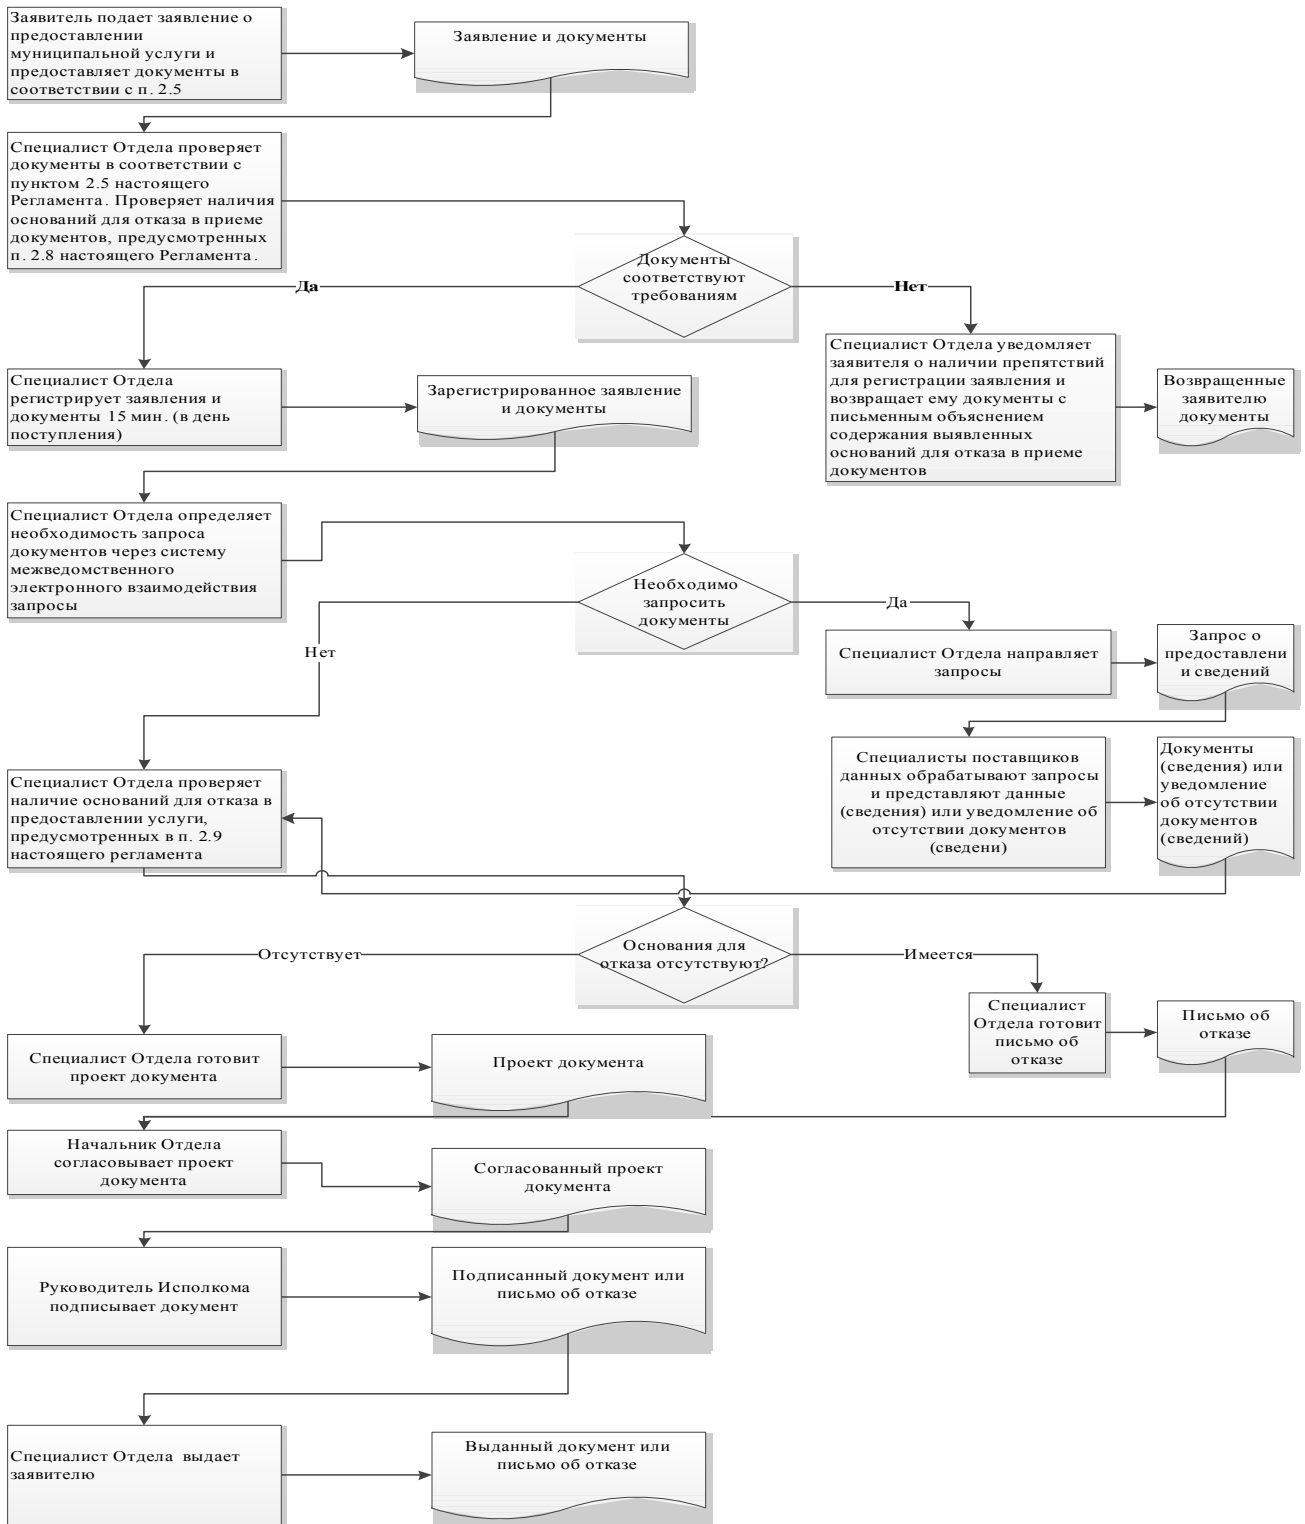 Заявитель подает заявление о
предоставлении
муниципальной услуги и
предоставляет документы в
соответствии с п. 2.5
Заявление и документы
Специалист Отдела проверяет
документы в соответствии с
пунктом 2.5 настоящего
Регламента. Проверяет наличия
оснований для отказа в приеме
документов, предусмотренных
п. 2.8 настоящего Регламента.
Документы
соответствуют
требованиям
Да
Нет
Специалист Отдела
регистрирует заявления и
документы 15 мин. (в день
поступления)
Зарегистрированное заявление
и документы
Специалист Отдела уведомляет
заявителя о наличии препятствий
для регистрации заявления и
возвращает ему документы с
письменным объяснением
содержания выявленных
оснований для отказа в приеме
документов
Возвращенные
заявителю
документы
Специалист Отдела определяет
необходимость запроса
документов через систему
межведомственного
электронного взаимодействия
запросы
Необходимо
запросить
документы
Да
Нет
Специалист Отдела направляет
запросы
Запрос о
предоставлени
и сведений
Специалисты поставщиков
данных обрабатывают запросы
и представляют данные
(сведения) или уведомление об
отсутствии документов
(сведени)
Документы
(сведения) или
уведомление
об отсутствии
документов
(сведений)
Специалист Отдела проверяет
наличие оснований для отказа в
предоставлении услуги,
предусмотренных в п. 2.9
настоящего регламента
Основания для
отказа отсутствуют?
Отсутствует
Имеется
Специалист
Отдела готовит
письмо об
отказе
Письмо об
отказе
Специалист Отдела готовит
проект документа
Проект документа
Начальник Отдела
согласовывает проект
документа
Согласованный проект
документа
Руководитель Исполкома
подписывает документ
Подписанный документ или
письмо об отказе
Специалист Отдела выдает
заявителю
Выданный документ или
письмо об отказе